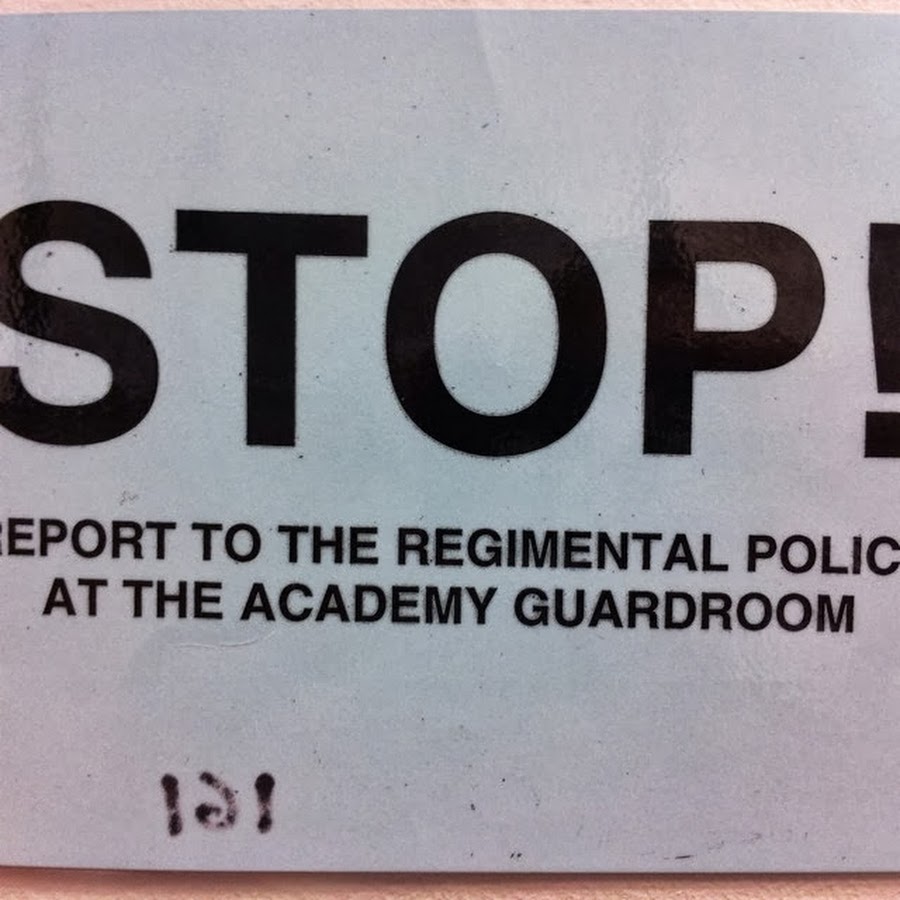 STOP!
REPORT TO THE REGIMENTAL POLIC
AT THE ACADEMY GUARDROOM